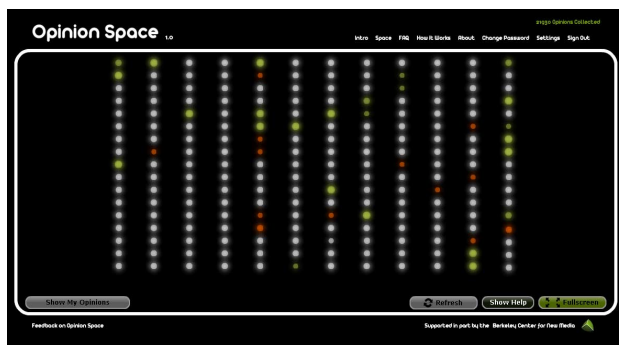 21990 Opinions Collected
Opinion Space 1.0
Intro Space FAQ How It Works About Change Password Settings Sign Out
Show My Opinions Refresh Show Help Fullscreen
Feedback on Opinion Space Supported in part by the Berkeley Center for New Media